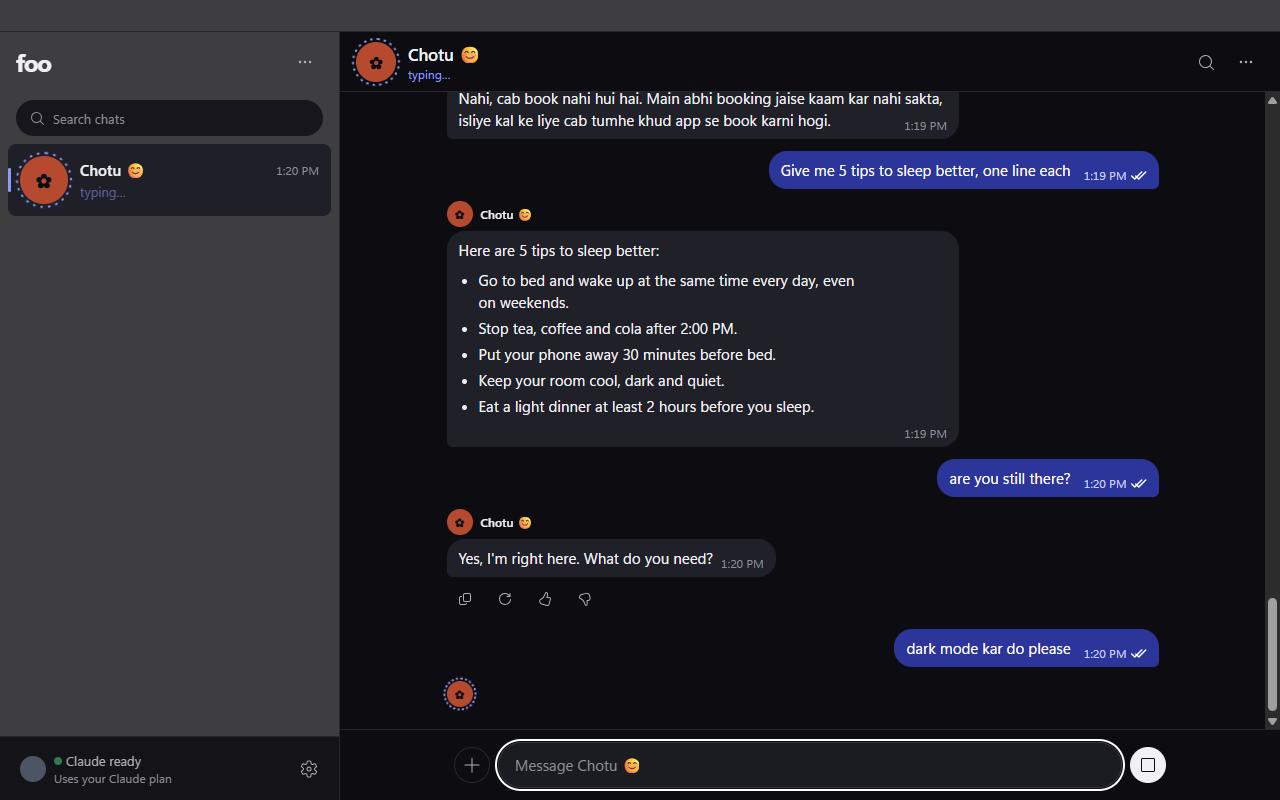 foo
Search chats
Chotu 😊
1:20 PM
typing...
Claude ready
Uses your Claude plan
Chotu 😊
typing...
Nahi, cab book nahi hui hai. Main abhi booking jaise kaam kar nahi sakta,
isliye kal ke liye cab tumhe khud app se book karni hogi.
1:19 PM
Give me 5 tips to sleep better, one line each
1:19 PM
Chotu 😊
Here are 5 tips to sleep better:
• Go to bed and wake up at the same time every day, even
on weekends.
• Stop tea, coffee and cola after 2:00 PM.
• Put your phone away 30 minutes before bed.
• Keep your room cool, dark and quiet.
• Eat a light dinner at least 2 hours before you sleep.
1:19 PM
are you still there?
1:20 PM
Chotu 😊
Yes, I'm right here. What do you need?
1:20 PM
dark mode kar do please
1:20 PM
Message Chotu 😊